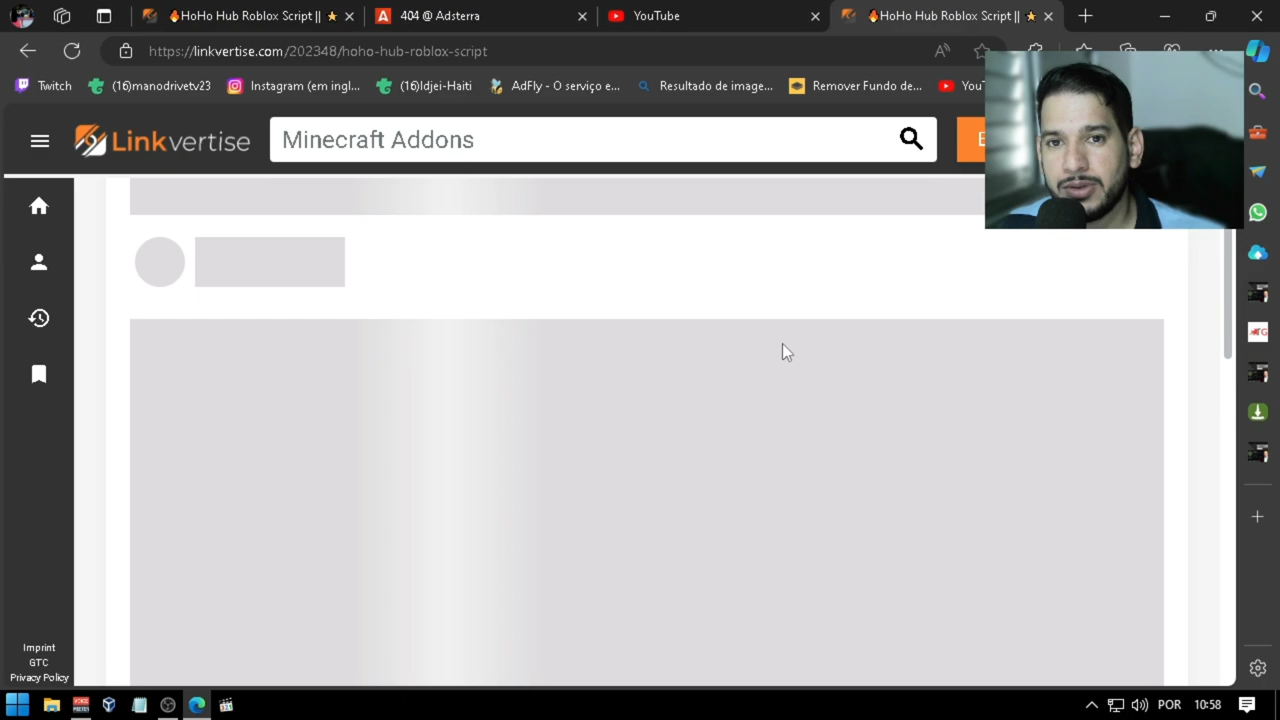 🔥HoHo Hub Roblox Script || ⭐
404 @ Adsterra
YouTube
🔥HoHo Hub Roblox Script || ⭐
https://linkvertise.com/202348/hoho-hub-roblox-script
Twitch
(16)manodrivetv23
Instagram (em ingl...
(16)Idjei-Haiti
AdFly - O serviço e...
Resultado de image...
Remover Fundo de...
Linkvertise
Minecraft Addons
Imprint
GTC
Privacy Policy
POR
10:58